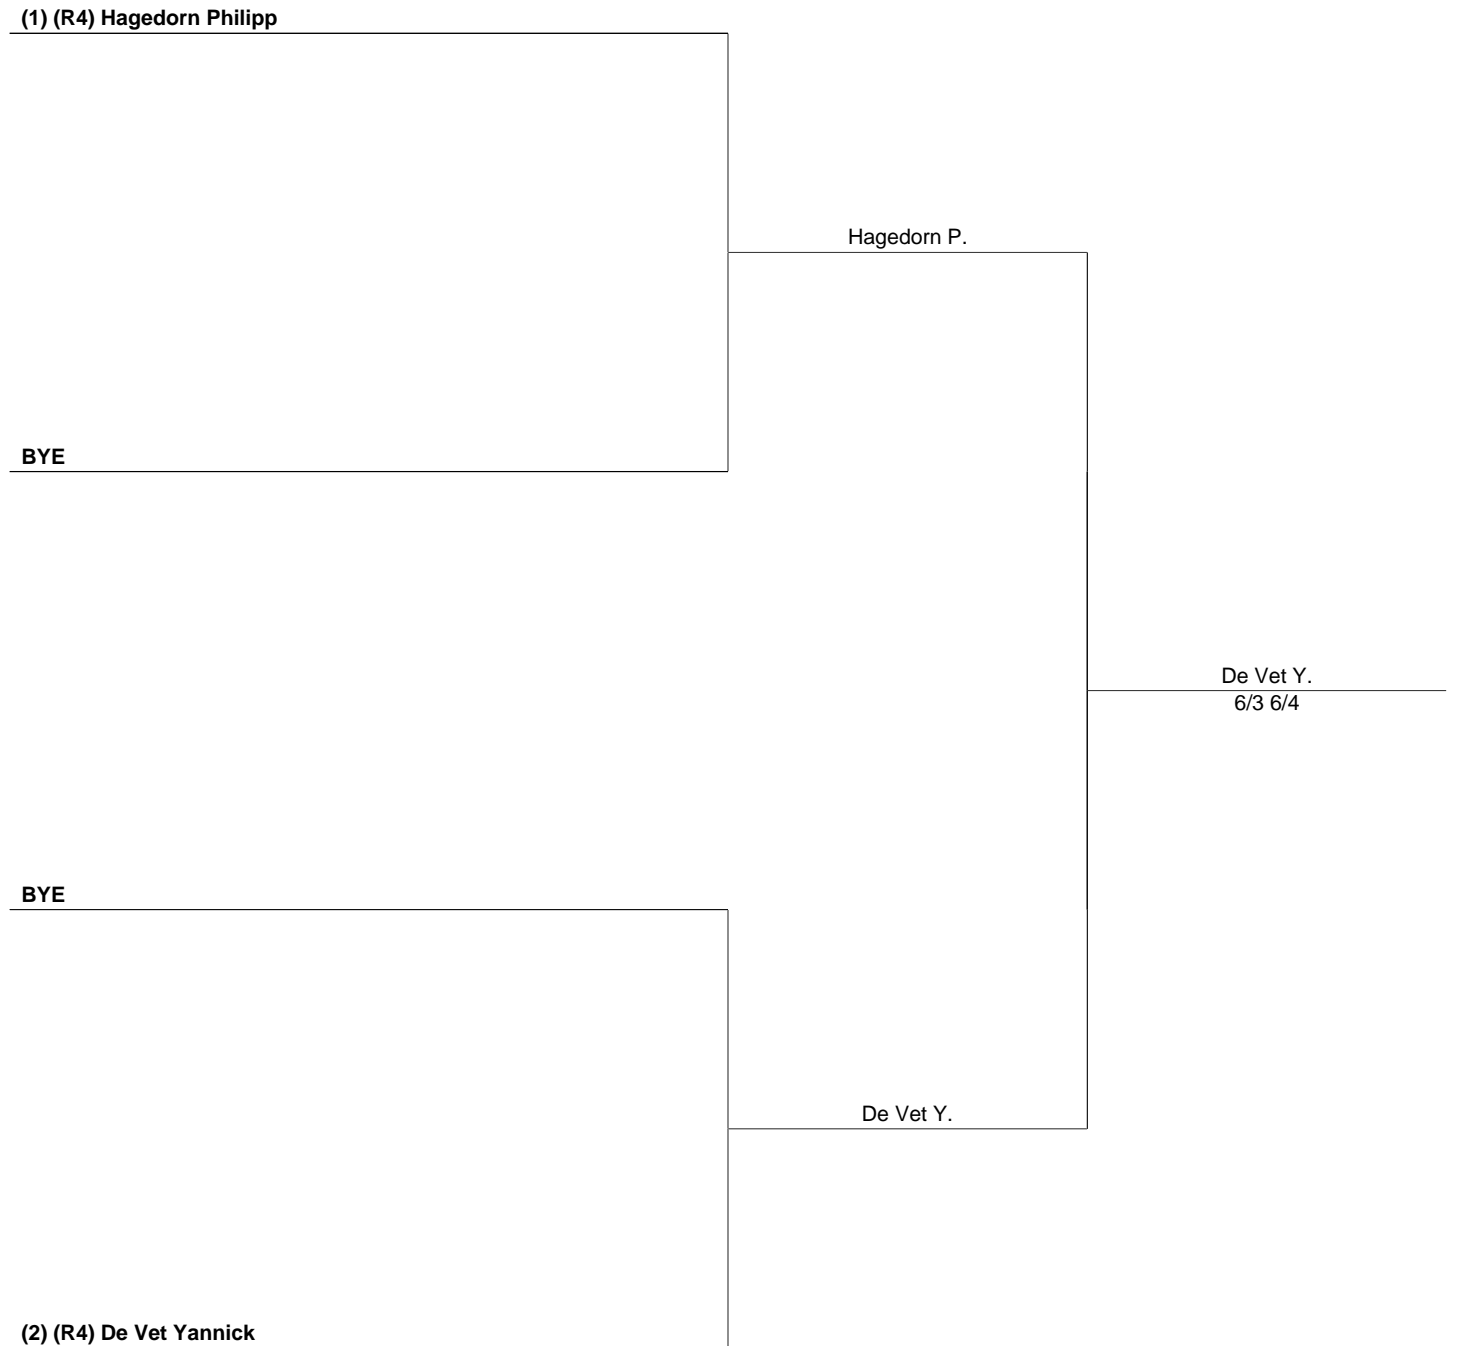 (1) (R4) Hagedorn Philipp
Hagedorn P.
BYE
De Vet Y.
6/3 6/4
BYE
De Vet Y.
(2) (R4) De Vet Yannick